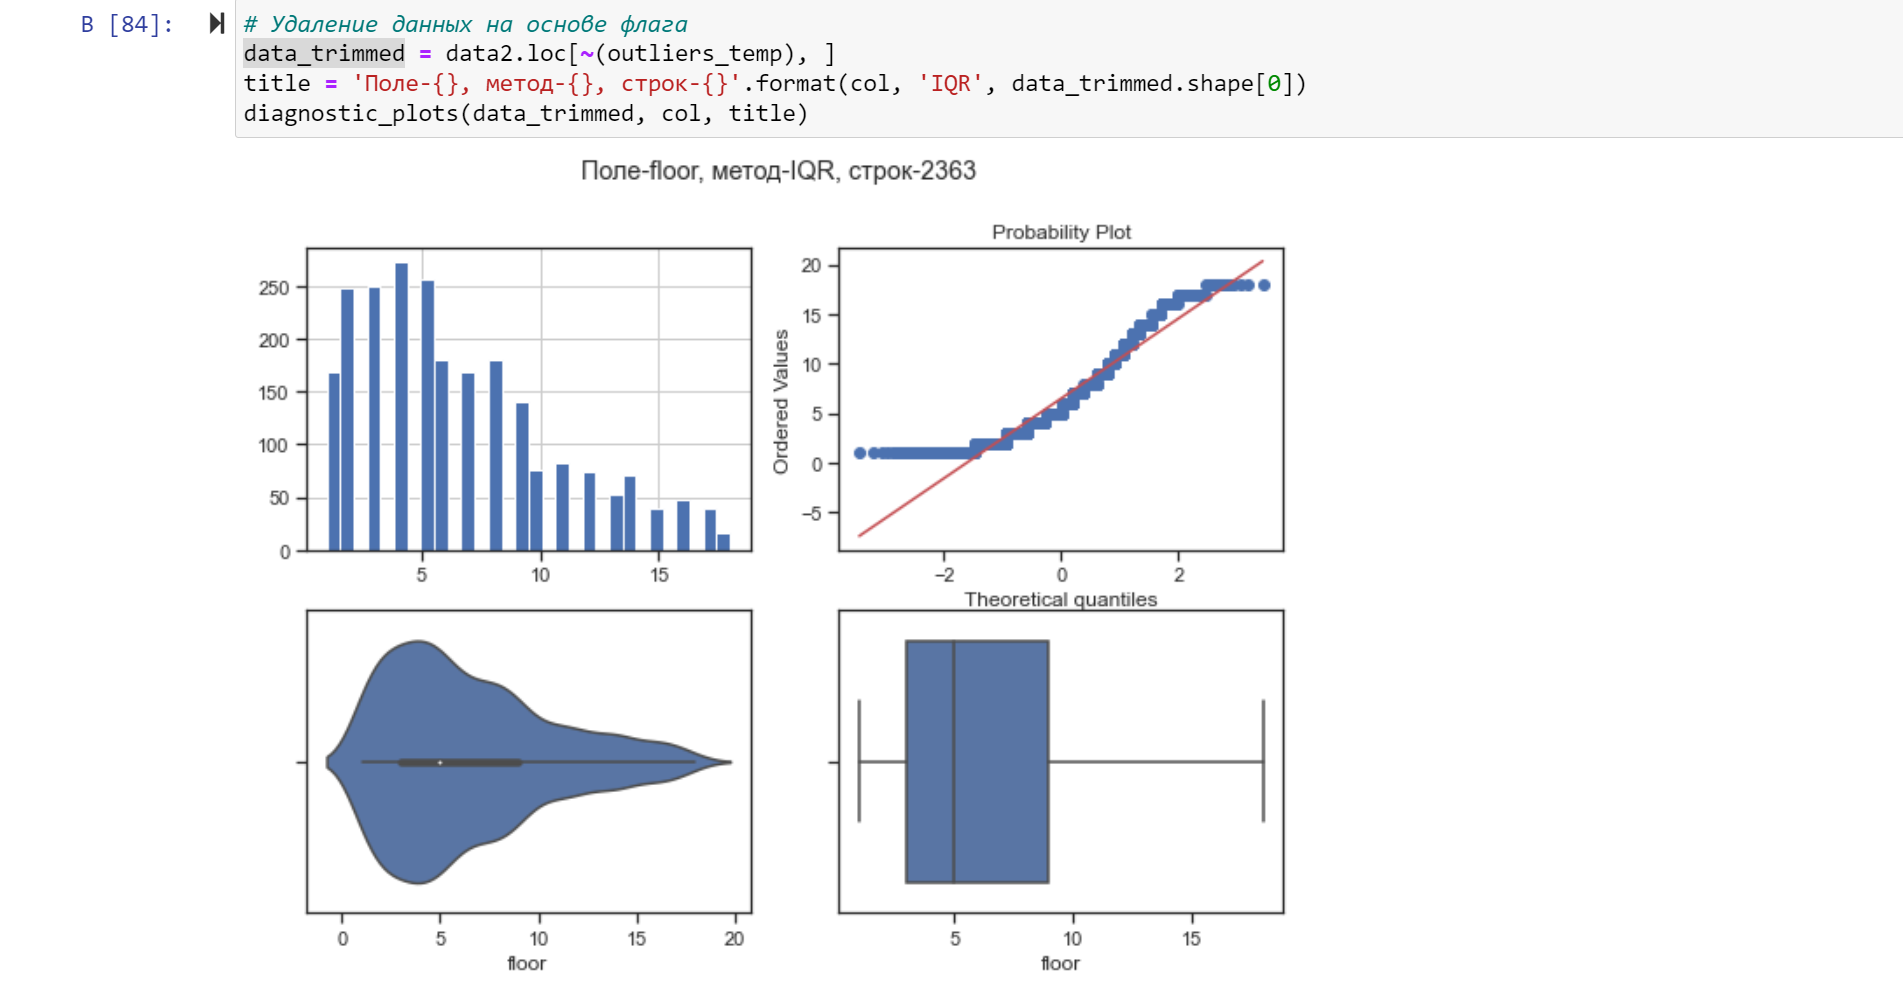 В [84]:
# Удаление данных на основе флага
data_trimmed = data2.loc[~(outliers_temp), ]
title = 'Поле-{}, метод-{}, строк-{}'.format(col, 'IQR', data_trimmed.shape[0])
diagnostic_plots(data_trimmed, col, title)
Поле-floor, метод-IQR, строк-2363
250
200
150
100
50
0
5 10 15
Probability Plot
Ordered Values
20
15
10
5
0
−5
−2 0 2
Theoretical quantiles
0 5 10 15 20
floor
5 10 15
floor